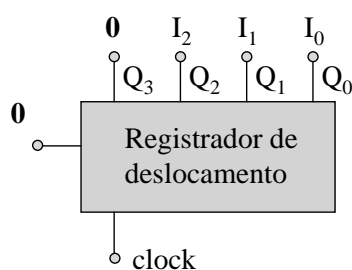 0 I₂ I₁ I₀
Q₃ Q₂ Q₁ Q₀
0
Registrador de
deslocamento
clock